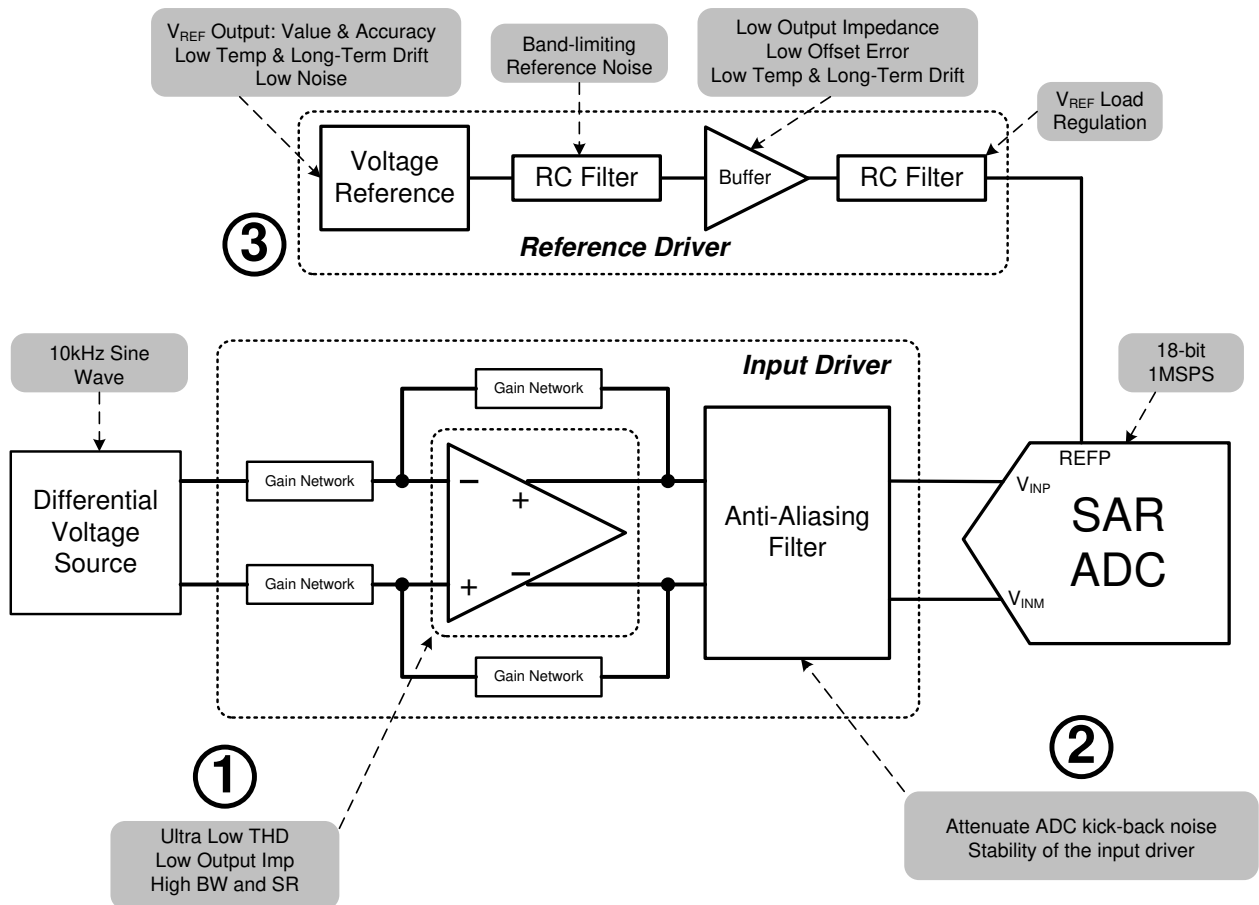 V_REF Output: Value & Accuracy
Low Temp & Long-Term Drift
Low Noise
Band-limiting
Reference Noise
Low Output Impedance
Low Offset Error
Low Temp & Long-Term Drift
V_REF Load
Regulation
Voltage
Reference
RC Filter
Buffer
RC Filter
3
Reference Driver
10kHz Sine
Wave
Input Driver
18-bit
1MSPS
Gain Network
Differential
Voltage
Source
Gain Network
−
+
Gain Network
+
−
Gain Network
Anti-Aliasing
Filter
REFP
V_INP
SAR
ADC
V_INM
1
2
Ultra Low THD
Low Output Imp
High BW and SR
Attenuate ADC kick-back noise
Stability of the input driver